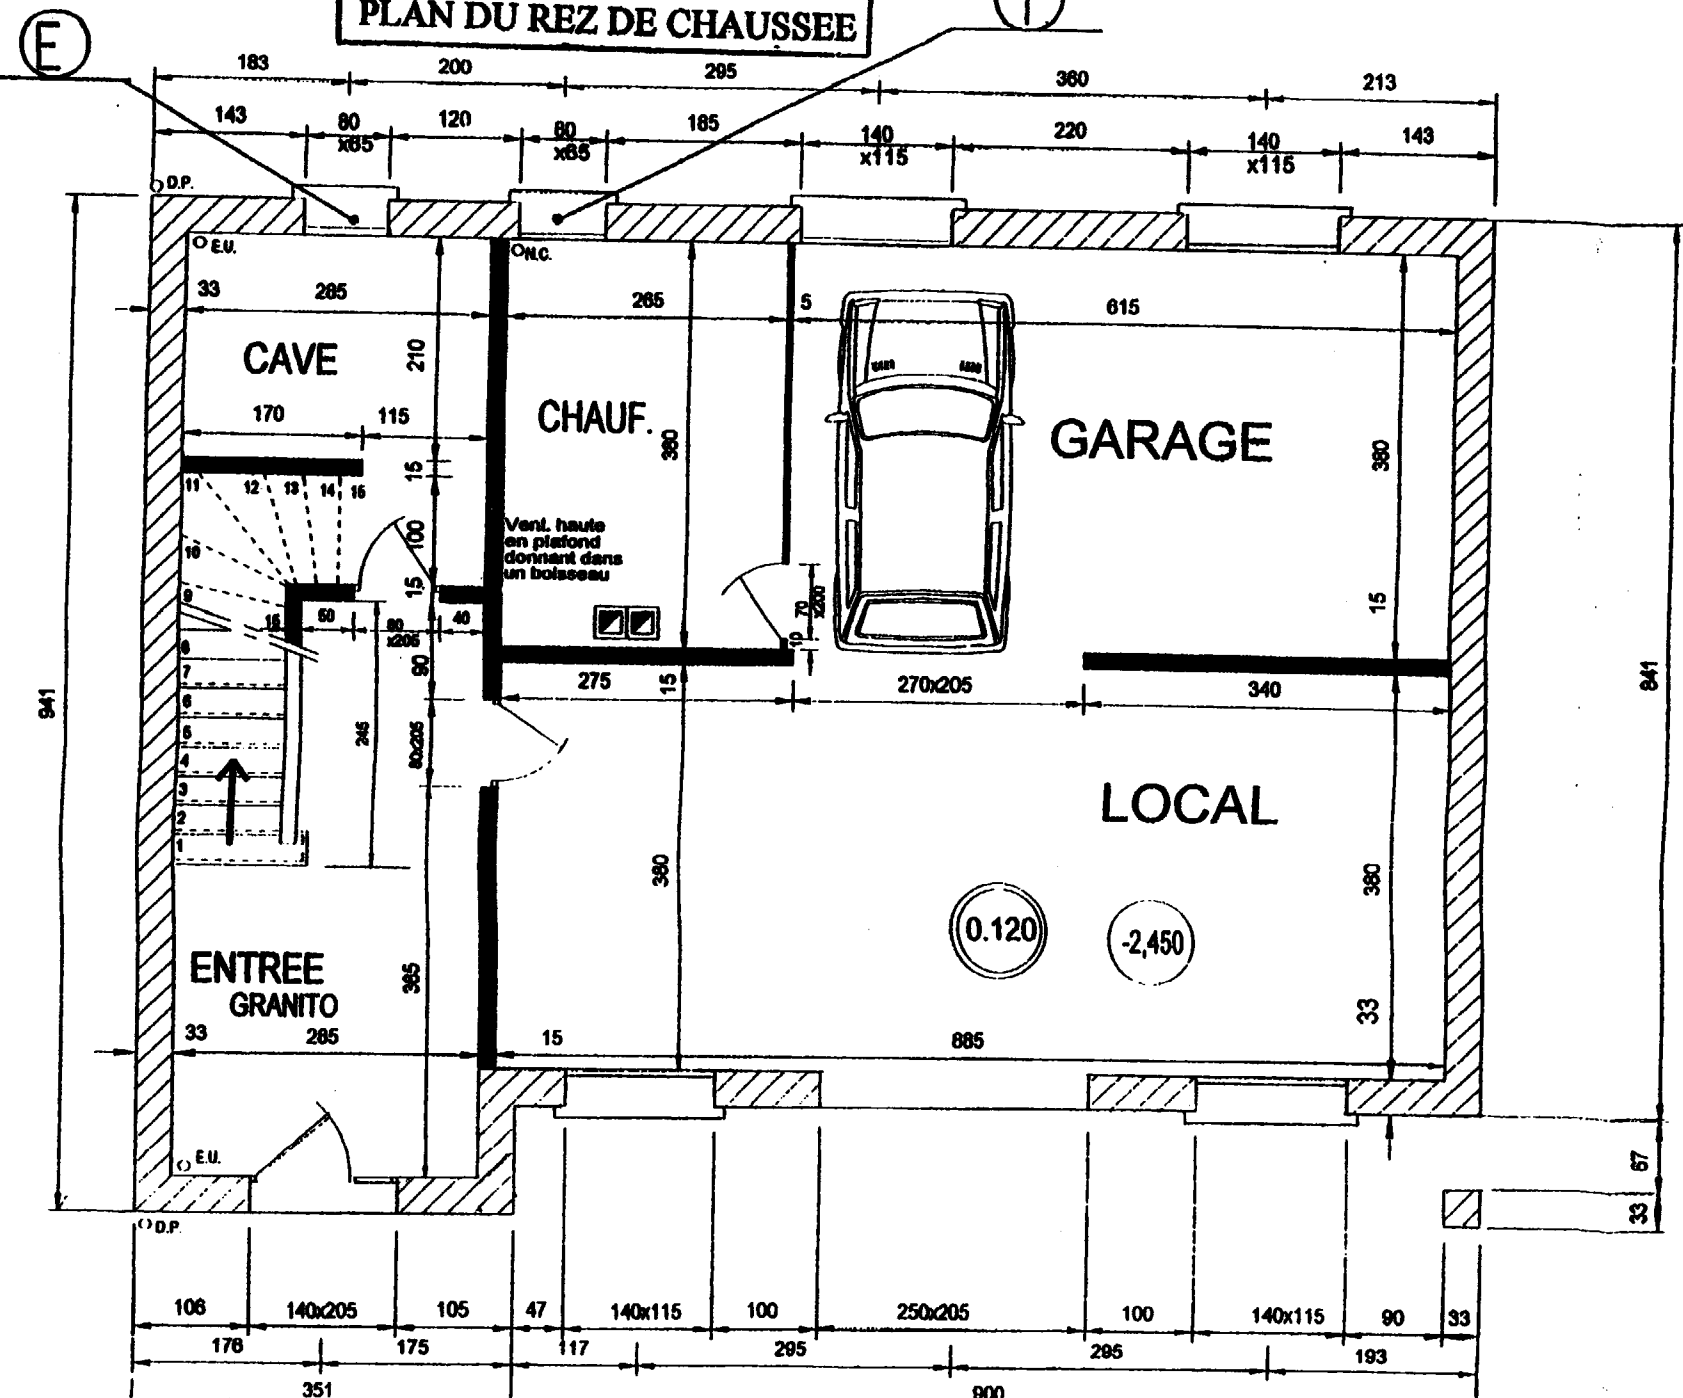 PLAN DU REZ DE CHAUSSEE
E
183 200 295 360 213
143 80 120 80 185 140 220 140 143
x65 x65 x115 x115
D.P.
E.U.
N.C.
33 285 265 5 615
CAVE
210
CHAUF.
380
GARAGE
380
170 115
15
11 12 13 14 15
Vent. haute
en plafond
donnant dans
un boisseau
100
10
15
9
15 50 80 40
x205
70
x200
10
15
8
7
6
5
4
3
2
1
90
275 15 270x205 340
245
80x205
941
841
LOCAL
380
380
0.120
-2,450
ENTREE
GRANITO
365
33
33 285 15 885
E.U.
67
33
D.P.
106 140x205 105 47 140x115 100 250x205 100 140x115 90 33
176 175 117 295 295 193
351 900